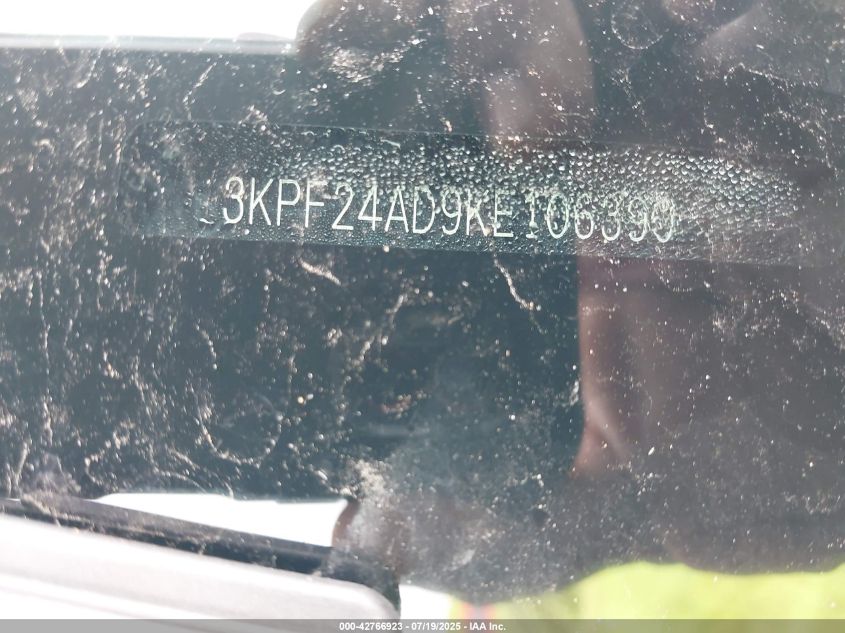 3KPF24AD9KE106390
000-42766923 | 07/19/2025 - IAA Inc.